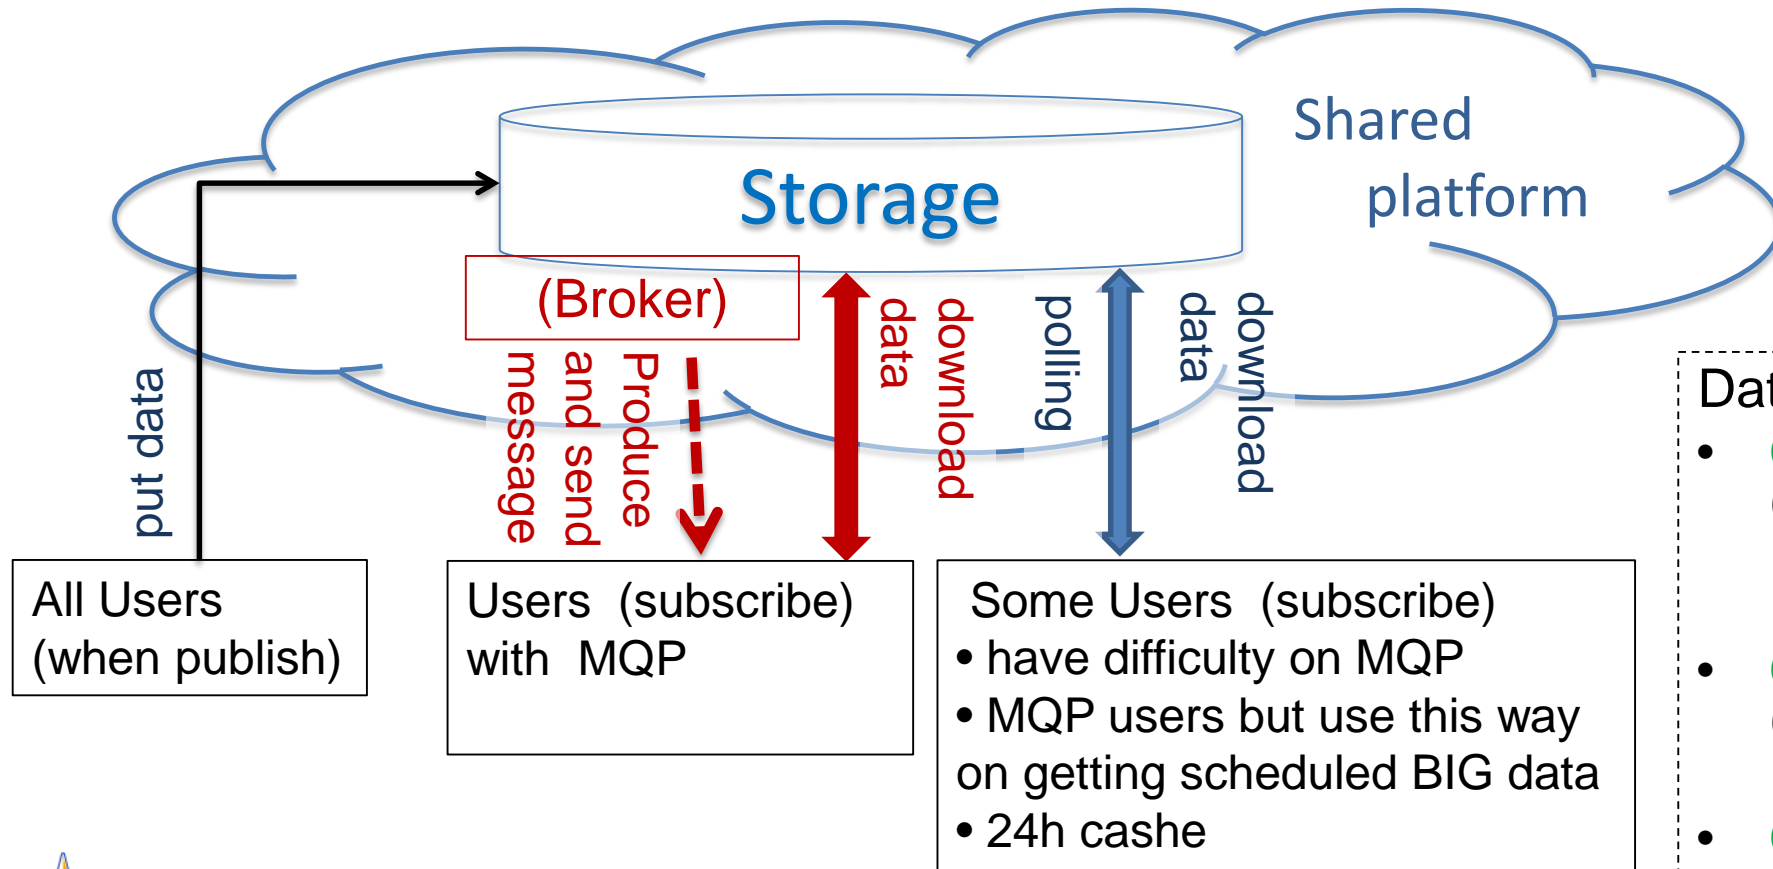 Shared
platform
Storage
(Broker)
put data
Produce
and send
message
download
data
polling
download
data
All Users
(when publish)
Users (subscribe)
with MQP
Some Users (subscribe)
• have difficulty on MQP
• MQP users but use this way
on getting scheduled BIG data
• 24h cashe
•
•
•